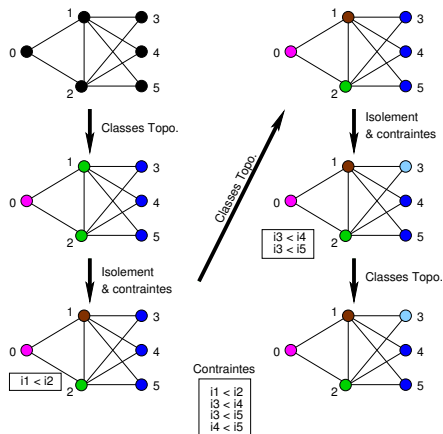 1
3
0
4
2
5
Classes Topo.
1
3
0
4
2
5
Isolement
& contraintes
1
3
0
4
i1 < i2
2
5
Classes Topo.
Contraintes
i1 < i2
i3 < i4
i3 < i5
i4 < i5
1
3
0
4
2
5
Isolement
& contraintes
1
3
0
4
2
5
i3 < i4
i3 < i5
Classes Topo.
1
3
0
4
2
5